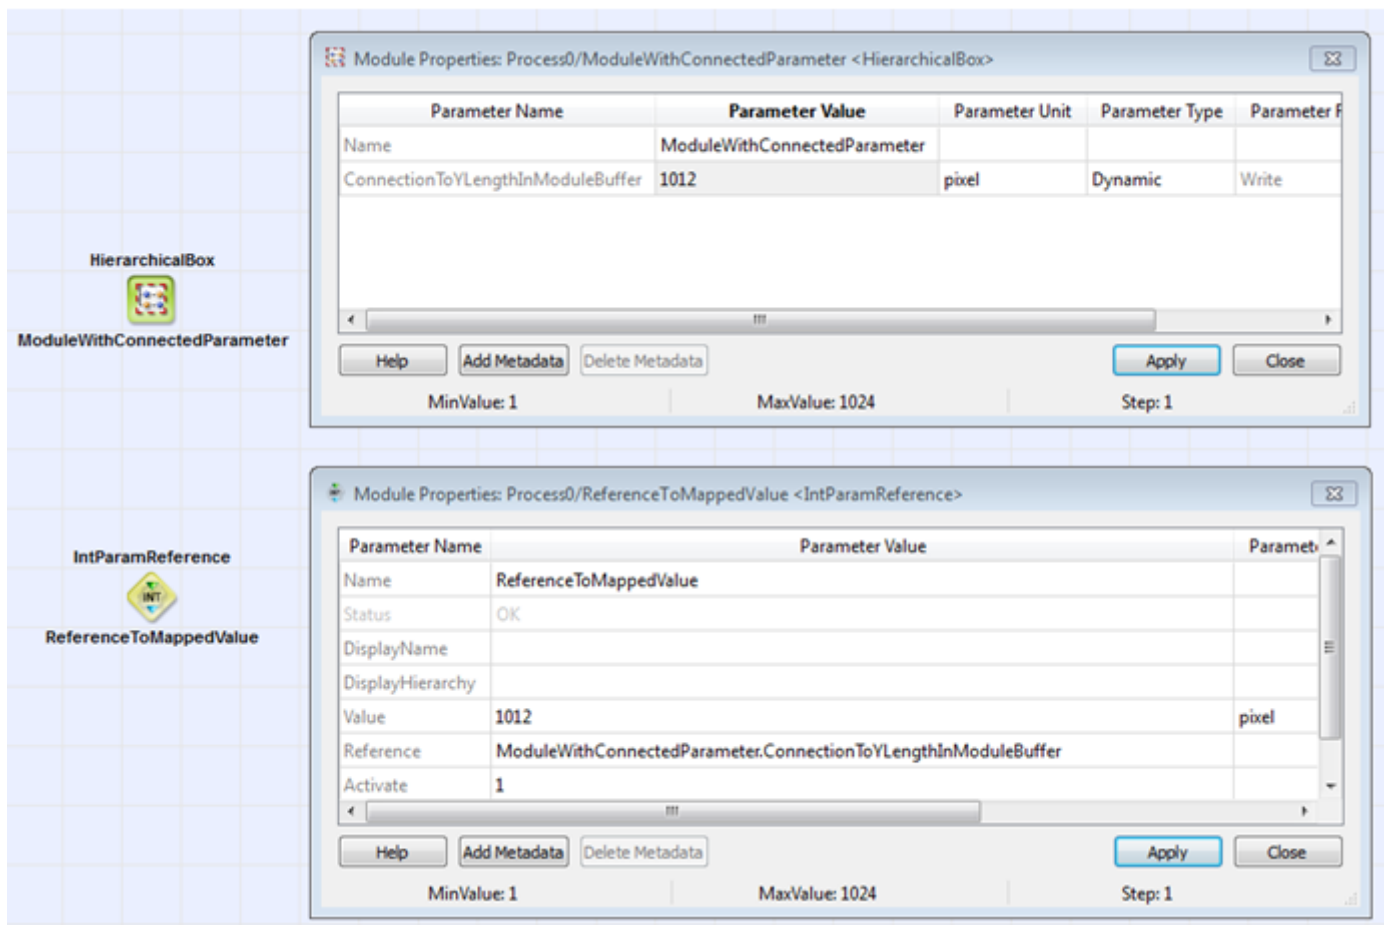 Module Properties: Process0/ModuleWithConnectedParameter <HierarchicalBox>
Parameter Name Parameter Value Parameter Unit Parameter Type Parameter F
Name ModuleWithConnectedParameter
ConnectionToYLengthInModuleBuffer 1012 pixel Dynamic Write
HierarchicalBox
ModuleWithConnectedParameter
Help Add Metadata Delete Metadata Apply Close
MinValue: 1 MaxValue: 1024 Step: 1
Module Properties: Process0/ReferenceToMappedValue <IntParamReference>
Parameter Name Parameter Value Paramet
IntParamReference
INT
ReferenceToMappedValue
Name ReferenceToMappedValue
Status OK
DisplayName
DisplayHierarchy
Value 1012 pixel
Reference ModuleWithConnectedParameter.ConnectionToYLengthInModuleBuffer
Activate 1
Help Add Metadata Delete Metadata Apply Close
MinValue: 1 MaxValue: 1024 Step: 1